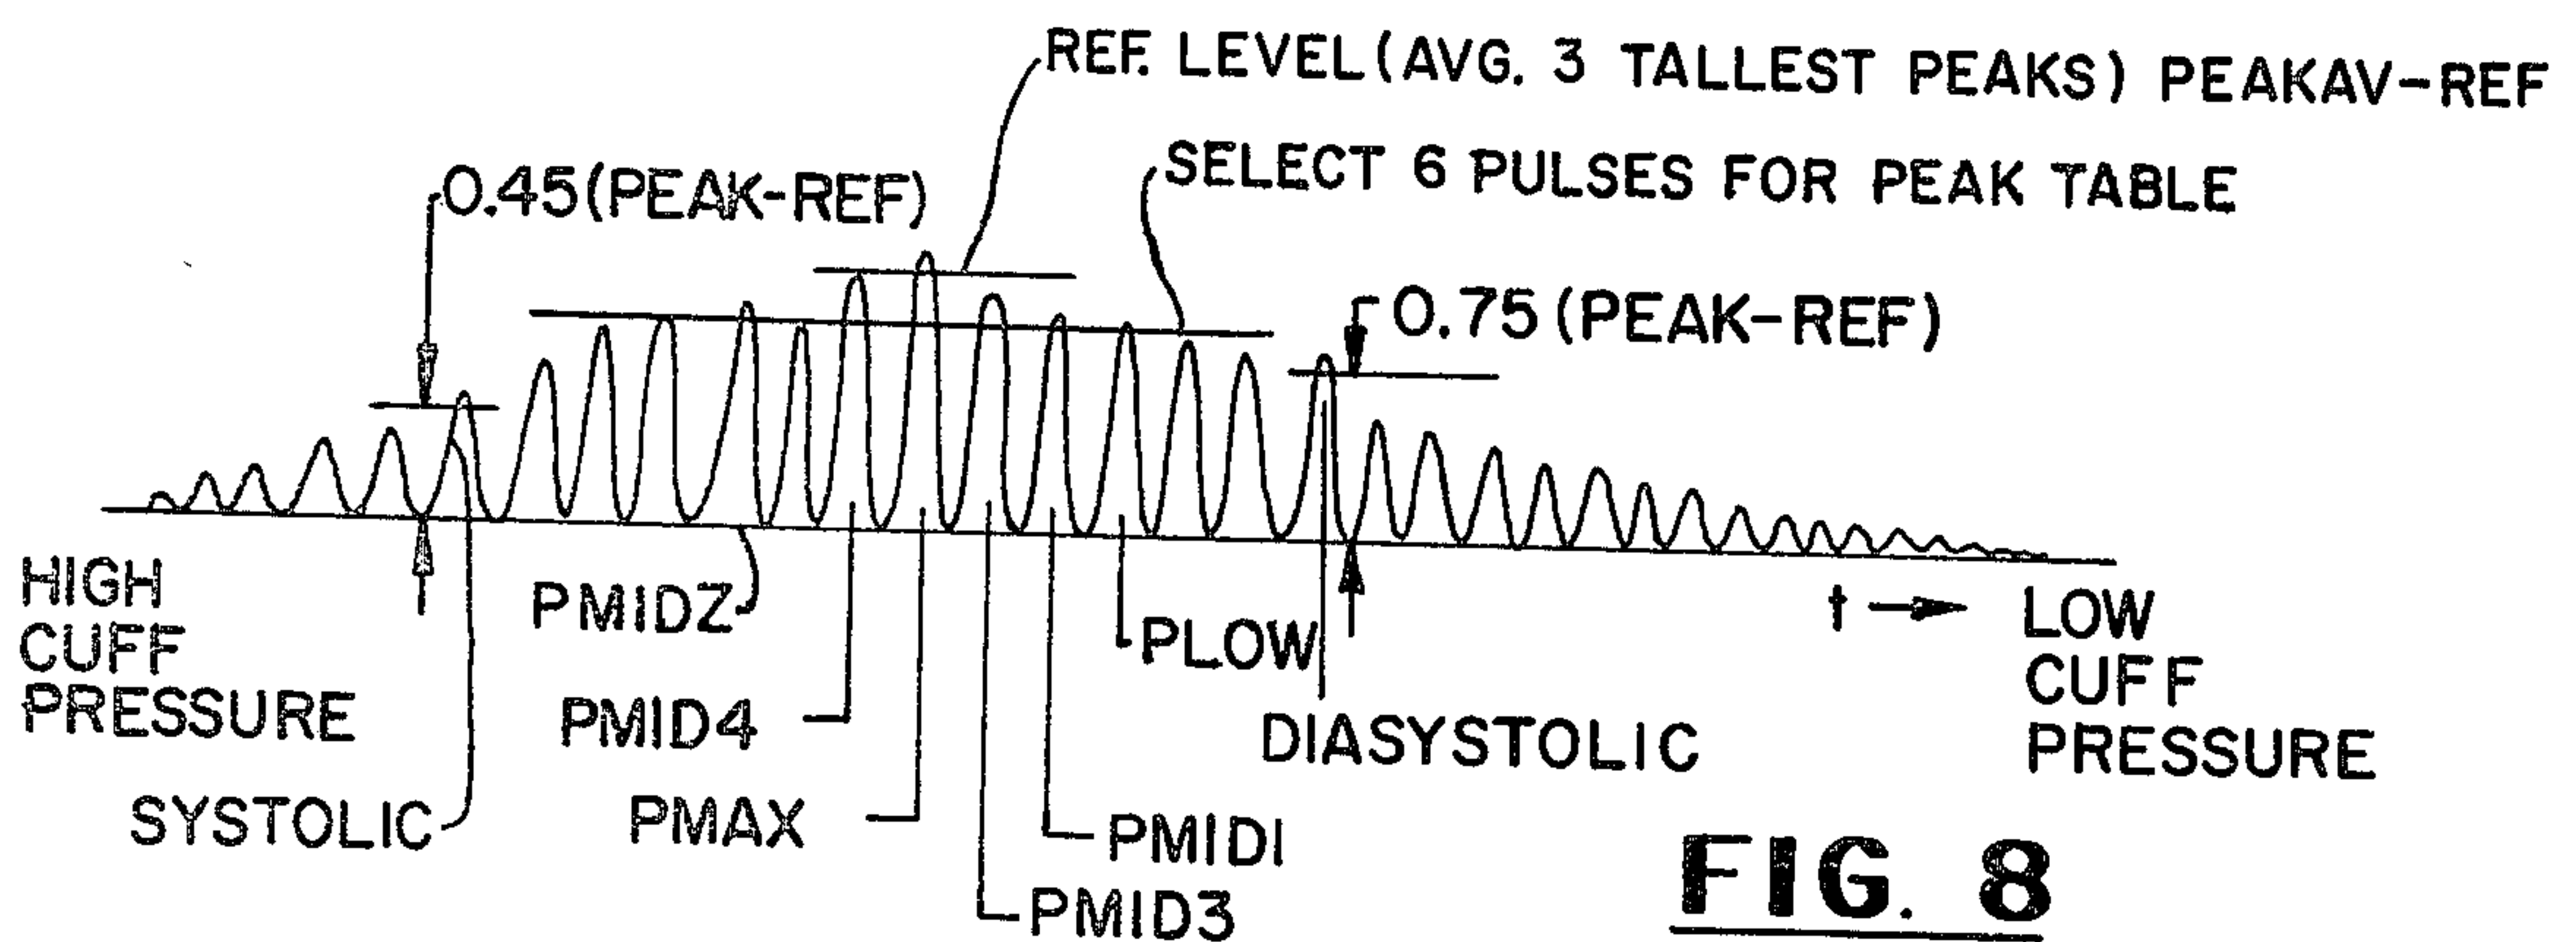 REF. LEVEL (AVG. 3 TALLEST PEAKS) PEAKAV-REF
SELECT 6 PULSES FOR PEAK TABLE
0.45 (PEAK-REF)
0.75 (PEAK-REF)
HIGH
CUFF
PRESSURE
PMIDZ
PLOW
t
LOW
CUFF
PRESSURE
PMID4
DIASYSTOLIC
SYSTOLIC
PMAX
PMID1
PMID3
FIG. 8